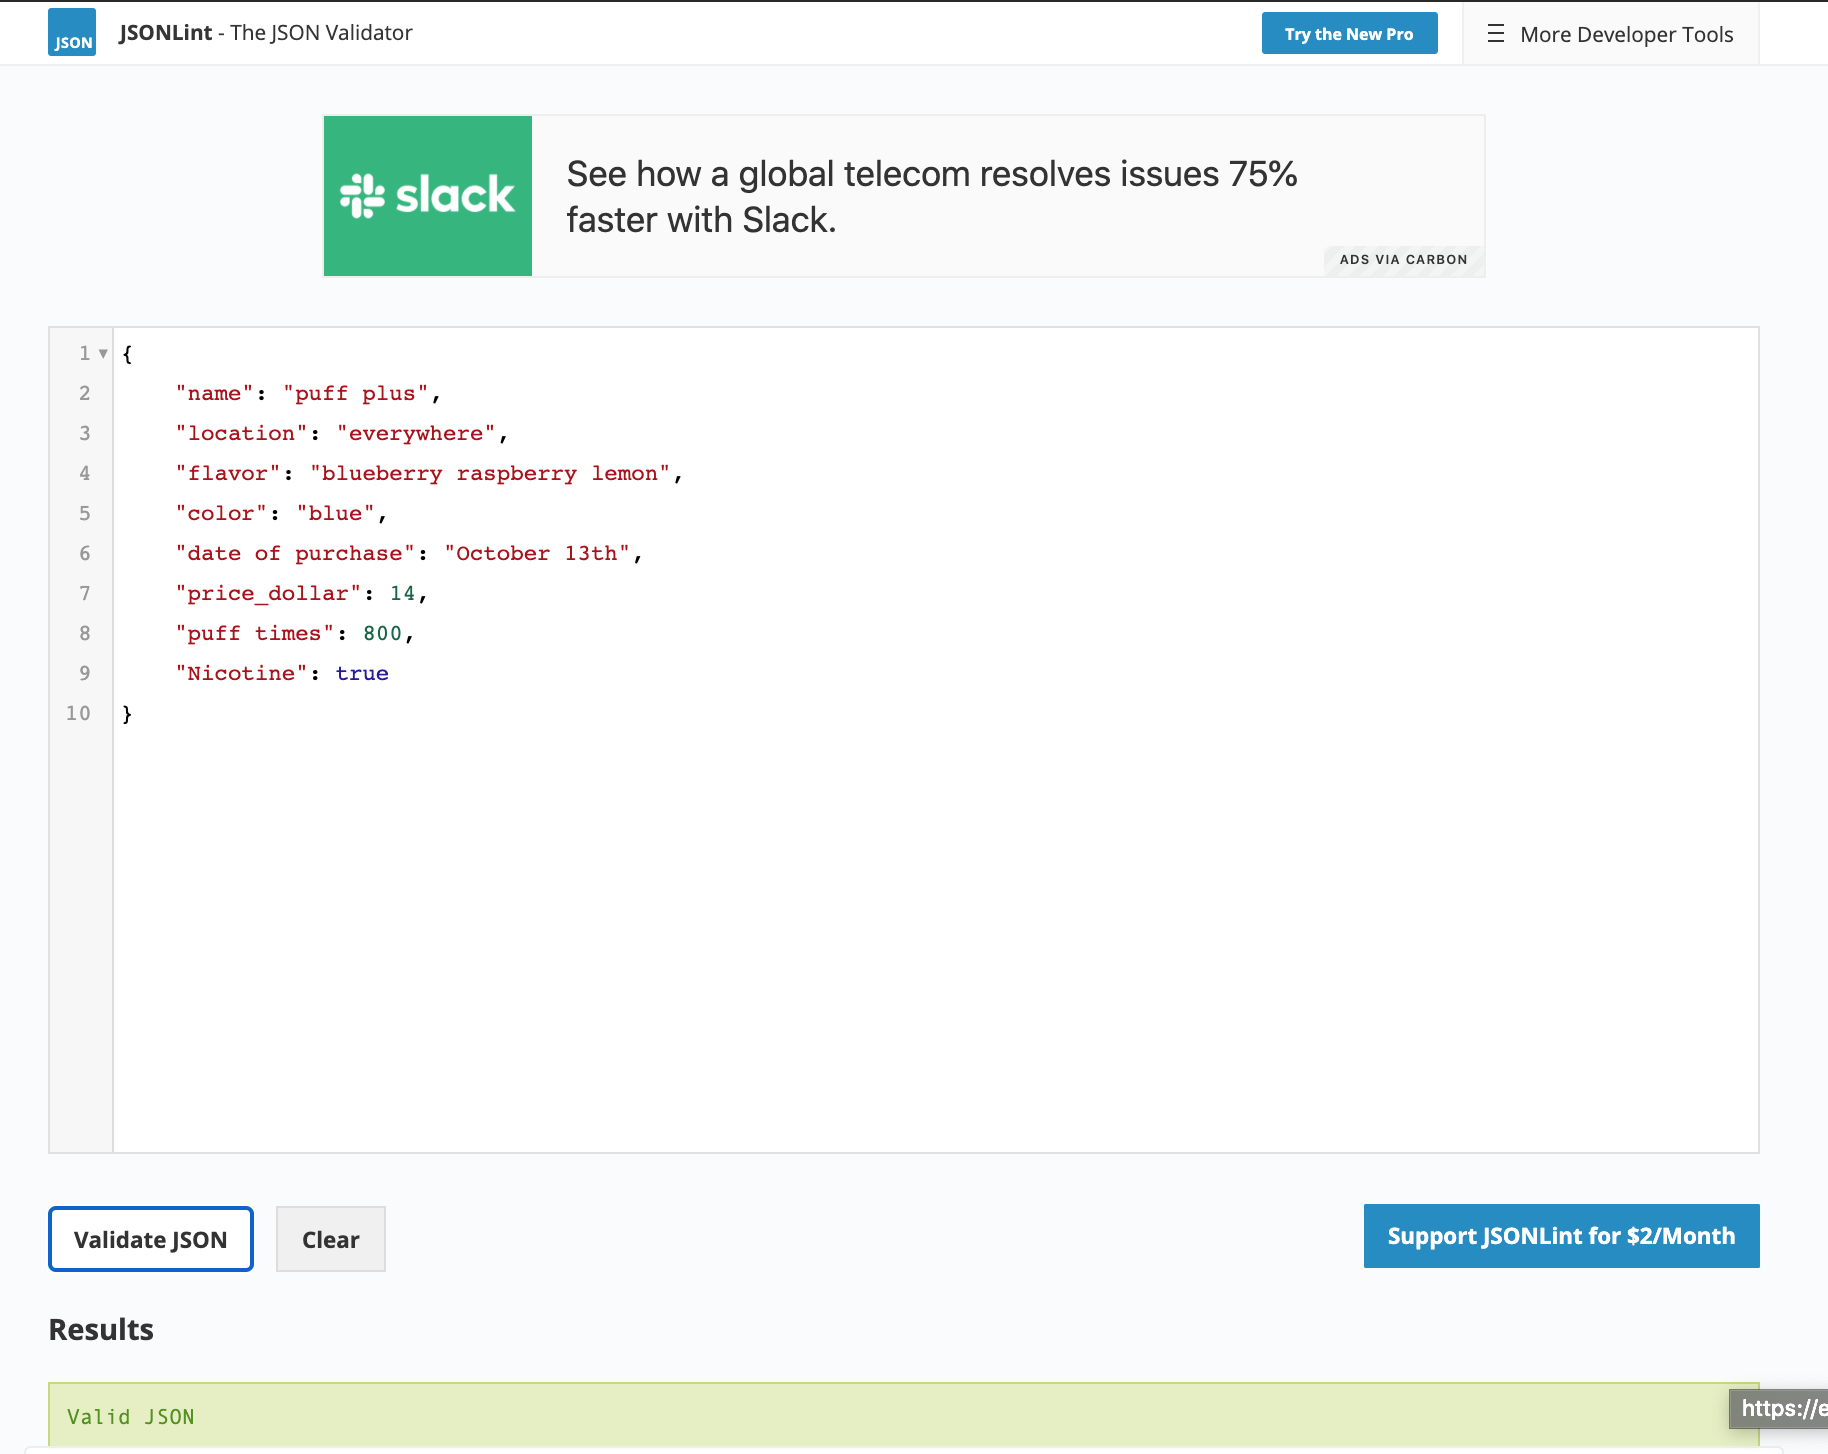 JSON
JSONLint - The JSON Validator
Try the New Pro
More Developer Tools
slack
See how a global telecom resolves issues 75%
faster with Slack.
ADS VIA CARBON
1 {
2 "name": "puff plus",
3 "location": "everywhere",
4 "flavor": "blueberry raspberry lemon",
5 "color": "blue",
6 "date of purchase": "October 13th",
7 "price_dollar": 14,
8 "puff times": 800,
9 "Nicotine": true
10 }
Validate JSON
Clear
Support JSONLint for $2/Month
Results
Valid JSON
https://e